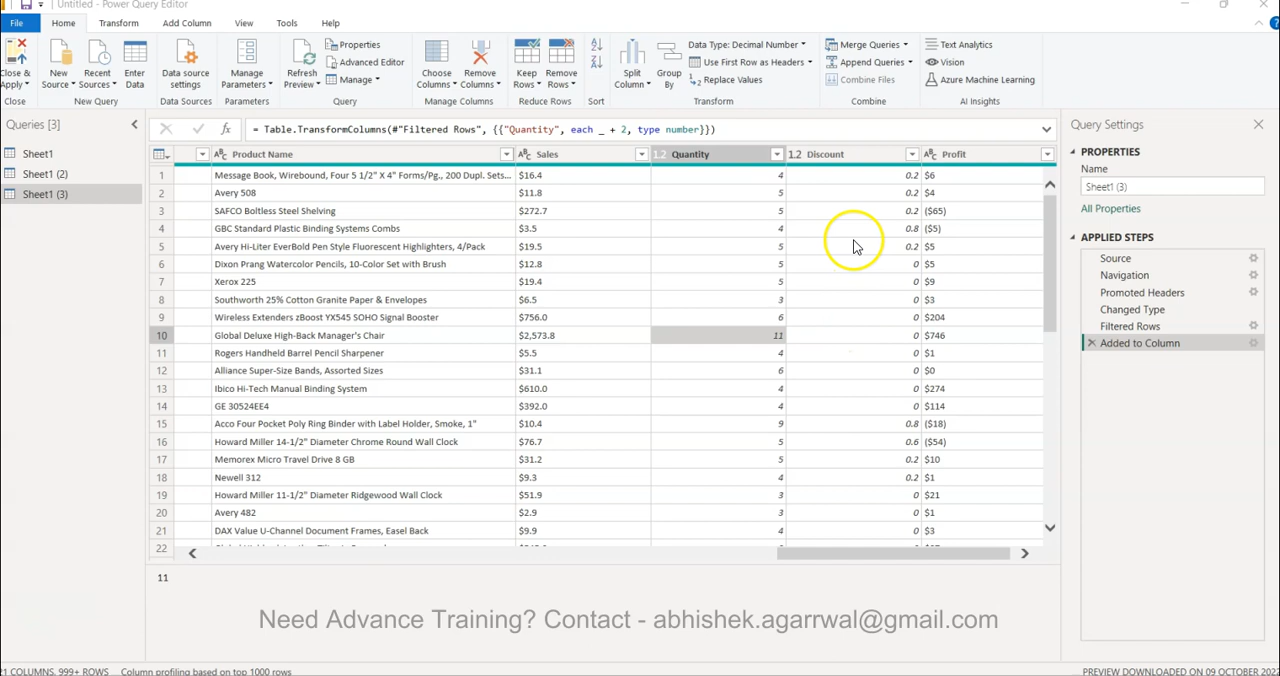 Untitled - Power Query Editor
File Home Transform Add Column View Tools Help
Close & Apply
New Source
Recent Sources
Enter Data
Data source settings
Manage Parameters
Refresh Preview
Properties
Advanced Editor
Manage
Choose Columns
Remove Columns
Keep Rows
Remove Rows
Split Column
Group By
Data Type: Decimal Number
Use First Row as Headers
Replace Values
Merge Queries
Append Queries
Combine Files
Text Analytics
Vision
Azure Machine Learning
Close New Query Data Sources Parameters Query Manage Columns Reduce Rows Sort Transform Combine AI Insights
Queries [3]
Sheet1
Sheet1 (2)
Sheet1 (3)
= Table.TransformColumns(#"Filtered Rows", {{"Quantity", each _ + 2, type number}})
Product Name Sales 1.2 Quantity 1.2 Discount Profit
1 Message Book, Wirebound, Four 5 1/2" X 4" Forms/Pg., 200 Dupl. Sets... $16.4 4 0.2 $6
2 Avery 508 $11.8 5 0.2 $4
3 SAFCO Boltless Steel Shelving $272.7 5 0.2 ($65)
4 GBC Standard Plastic Binding Systems Combs $3.5 4 0.8 ($5)
5 Avery Hi-Liter EverBold Pen Style Fluorescent Highlighters, 4/Pack $19.5 5 0.2 $5
6 Dixon Prang Watercolor Pencils, 10-Color Set with Brush $12.8 5 0 $5
7 Xerox 225 $19.4 5 0 $9
8 Southworth 25% Cotton Granite Paper & Envelopes $6.5 3 0 $3
9 Wireless Extenders zBoost YX545 SOHO Signal Booster $756.0 6 0 $204
10 Global Deluxe High-Back Manager's Chair $2,573.8 11 0 $746
11 Rogers Handheld Barrel Pencil Sharpener $5.5 4 0 $1
12 Alliance Super-Size Bands, Assorted Sizes $31.1 6 0 $0
13 Ibico Hi-Tech Manual Binding System $610.0 4 0 $274
14 GE 30524EE4 $392.0 4 0 $114
15 Acco Four Pocket Poly Ring Binder with Label Holder, Smoke, 1" $10.4 9 0.8 ($18)
16 Howard Miller 14-1/2" Diameter Chrome Round Wall Clock $76.7 5 0.6 ($54)
17 Memorex Micro Travel Drive 8 GB $31.2 5 0.2 $10
18 Newell 312 $9.3 4 0.2 $1
19 Howard Miller 11-1/2" Diameter Ridgewood Wall Clock $51.9 3 0 $21
20 Avery 482 $2.9 3 0 $1
21 DAX Value U-Channel Document Frames, Easel Back $9.9 4 0 $3
22
11
Need Advance Training? Contact - abhishek.agarrwal@gmail.com
Query Settings
PROPERTIES
Name
Sheet1 (3)
All Properties
APPLIED STEPS
Source
Navigation
Promoted Headers
Changed Type
Filtered Rows
Added to Column
21 COLUMNS, 999+ ROWS Column profiling based on top 1000 rows
PREVIEW DOWNLOADED ON 09 OCTOBER 2022